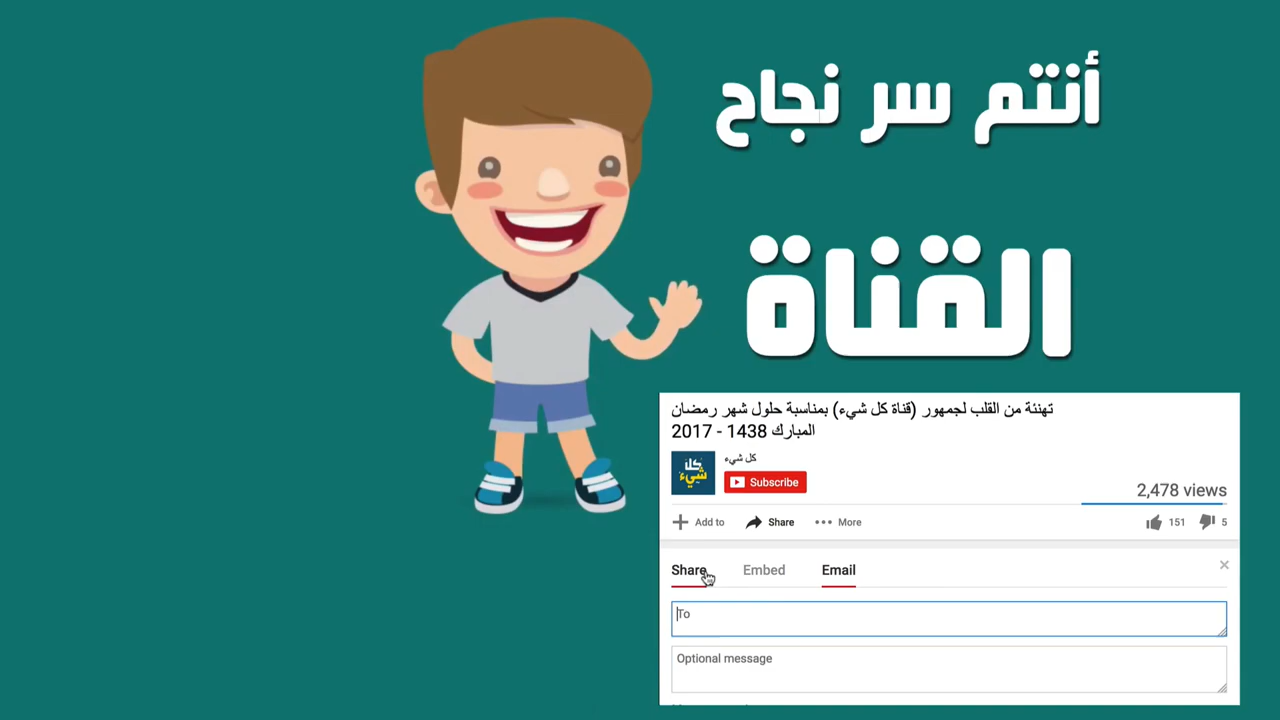 أنتم سر نجاح
القناة
تهنئة من القلب لجمهور (قناة كل شيء) بمناسبة حلول شهر رمضان
المبارك 1438 - 2017
كل شيء
كل شيء
Subscribe
2,478 views
Add to Share More 151 5
Share Embed Email
To
Optional message